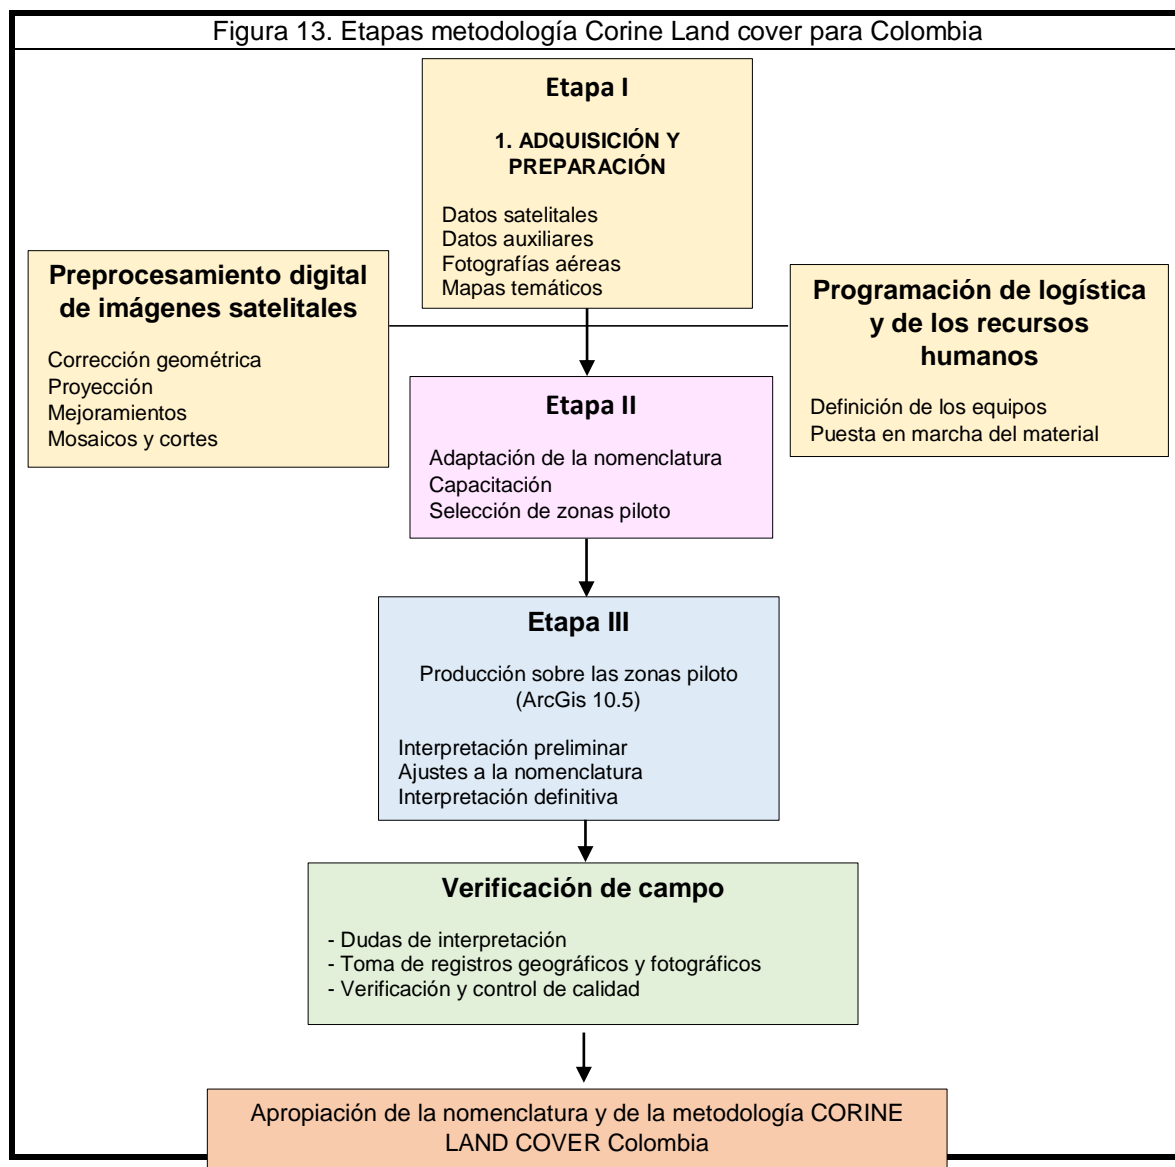 Figura 13. Etapas metodología Corine Land cover para Colombia
Etapa I
1. ADQUISICIÓN Y
PREPARACIÓN
Datos satelitales
Datos auxiliares
Fotografías aéreas
Mapas temáticos
Preprocesamiento digital
de imágenes satelitales
Corrección geométrica
Proyección
Mejoramientos
Mosaicos y cortes
Programación de logística
y de los recursos
humanos
Definición de los equipos
Puesta en marcha del material
Etapa II
Adaptación de la nomenclatura
Capacitación
Selección de zonas piloto
Etapa III
Producción sobre las zonas piloto
(ArcGis 10.5)
Interpretación preliminar
Ajustes a la nomenclatura
Interpretación definitiva
Verificación de campo
- Dudas de interpretación
- Toma de registros geográficos y fotográficos
- Verificación y control de calidad
Apropiación de la nomenclatura y de la metodología CORINE
LAND COVER Colombia